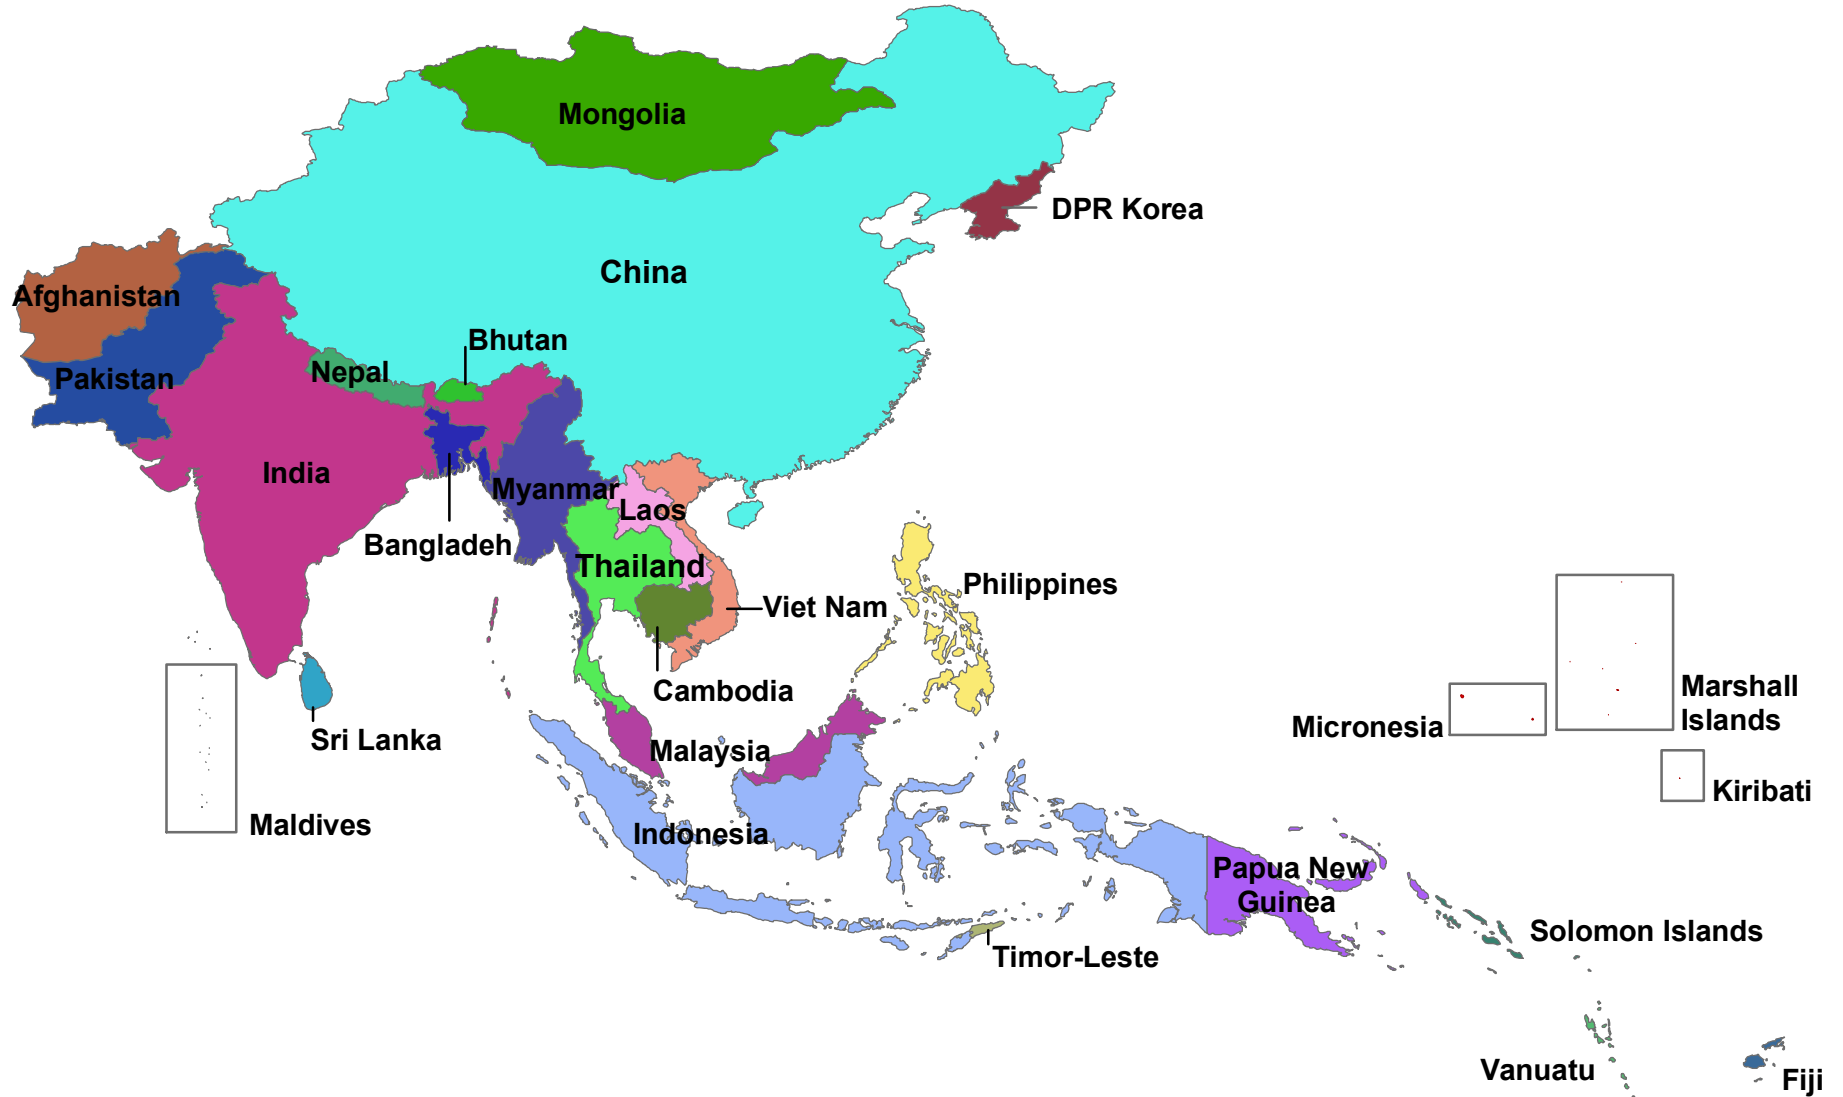 Mongolia
DPR Korea
China
Afghanistan
Bhutan
Nepal
Pakistan
India
Myanmar
Laos
Bangladeh
Thailand
Philippines
Viet Nam
Cambodia
Marshall
Islands
Micronesia
Sri Lanka
Malaysia
Kiribati
Maldives
Indonesia
Papua New
Guinea
Solomon Islands
Timor-Leste
Vanuatu
Fiji